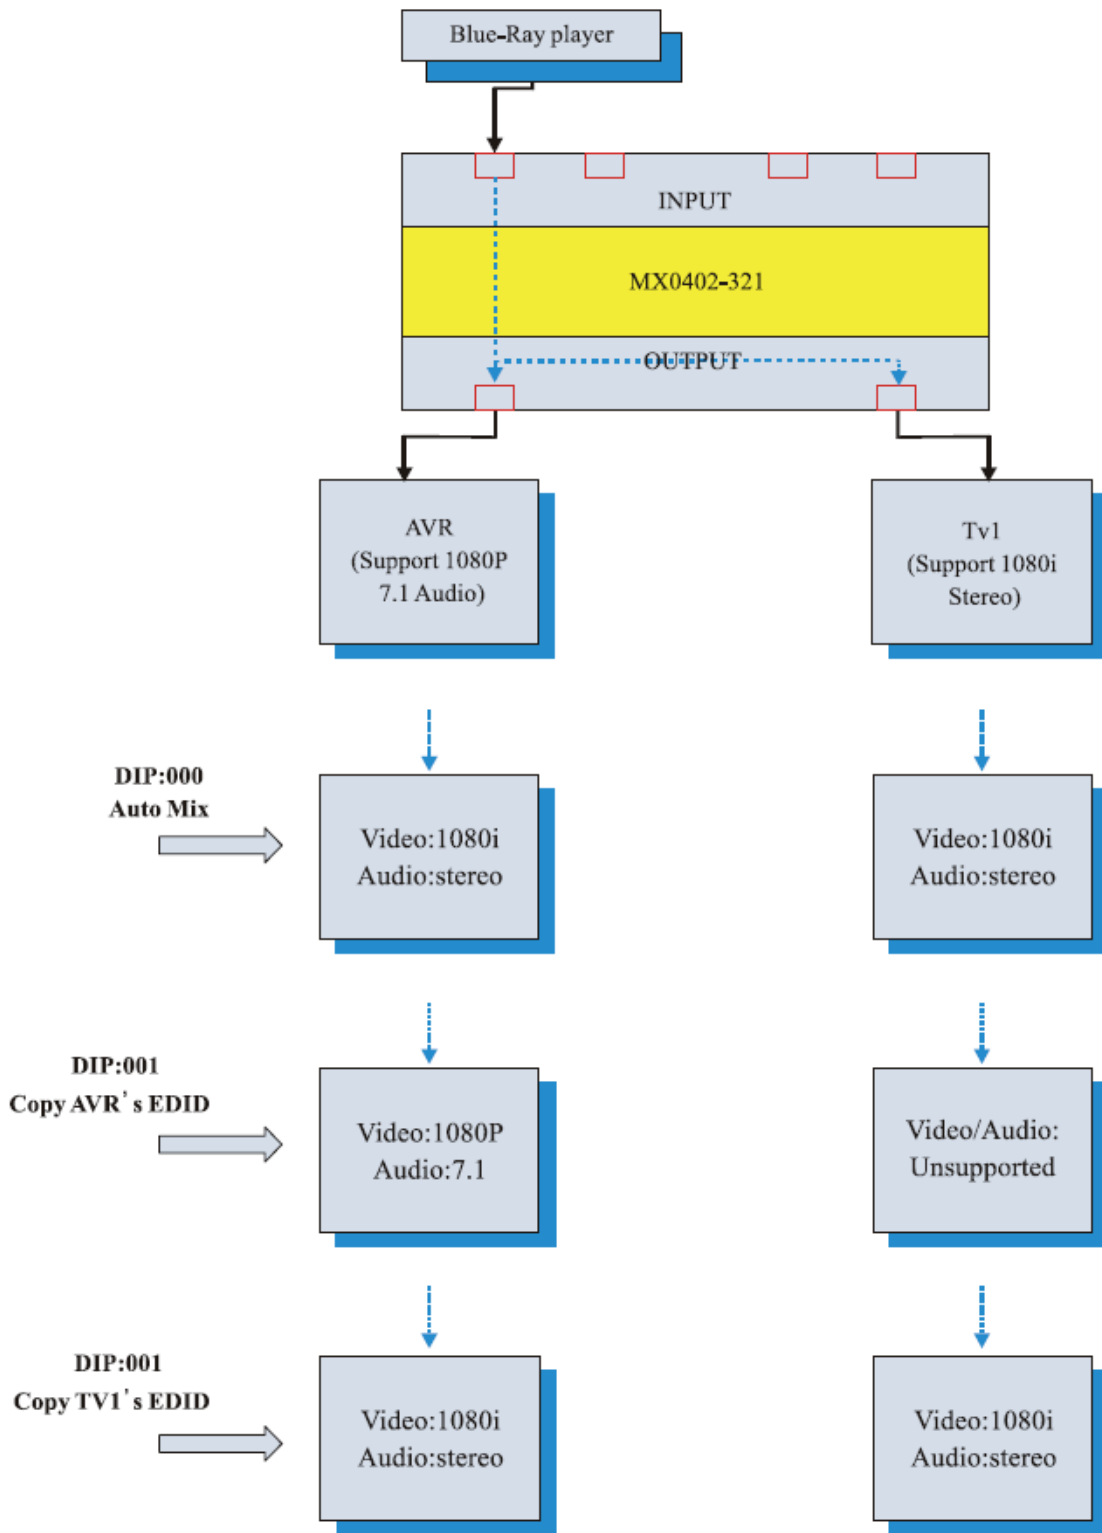 Blue-Ray player
INPUT
MX0402-321
OUTPUT
AVR
(Support 1080P
7.1 Audio)
Tv1
(Support 1080i
Stereo)
DIP:000
Auto Mix
Video:1080i
Audio:stereo
Video:1080i
Audio:stereo
DIP:001
Copy AVR's EDID
Video:1080P
Audio:7.1
Video/Audio:
Unsupported
DIP:001
Copy TV1's EDID
Video:1080i
Audio:stereo
Video:1080i
Audio:stereo